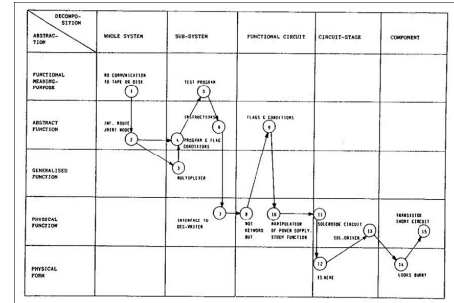 DECOMPO-
SITION
ABSTRAC-
TION
WHOLE SYSTEM
SUB-SYSTEM
FUNCTIONAL CIRCUIT
CIRCUIT-STAGE
COMPONENT
FUNCTIONAL
MEANING-
PURPOSE
NO COMMUNICATION
TO TAPE OR DISK
1
TEST PROGRAM
5
ABSTRACT
FUNCTION
INF. ROUTE
JOINT NODES
2
INSTRUCTIONS
6
4
PROGRAM & FLAG
CONDITIONS
FLAGS & CONDITIONS
9
GENERALISED
FUNCTION
3
MULTIPLEXER
PHYSICAL
FUNCTION
INTERFACE TO
DEC-WRITER
7
8
NOT
KEYWORD
BUT
10
MANIPULATION
OF POWER SUPPLY.
STUDY FUNCTION
11
SOLENOIDE CIRCUIT
SOL.DRIVER
13
TRANSISTOR
SHORT CIRCUIT
15
PHYSICAL
FORM
12
IS HERE
14
LOOKS BURNT